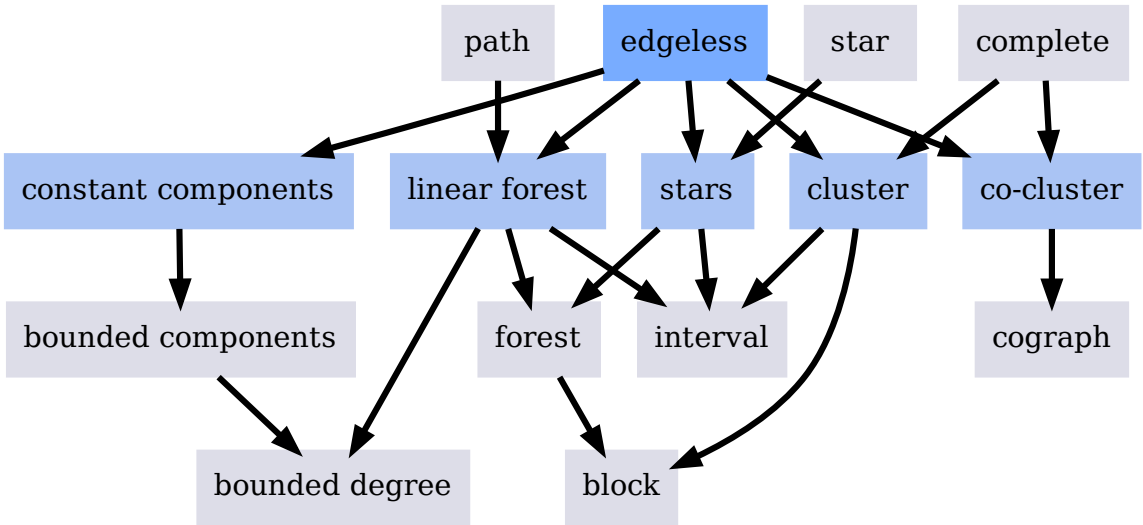 path
edgeless
star
complete
constant components
linear forest
stars
cluster
co-cluster
bounded components
forest
interval
cograph
bounded degree
block